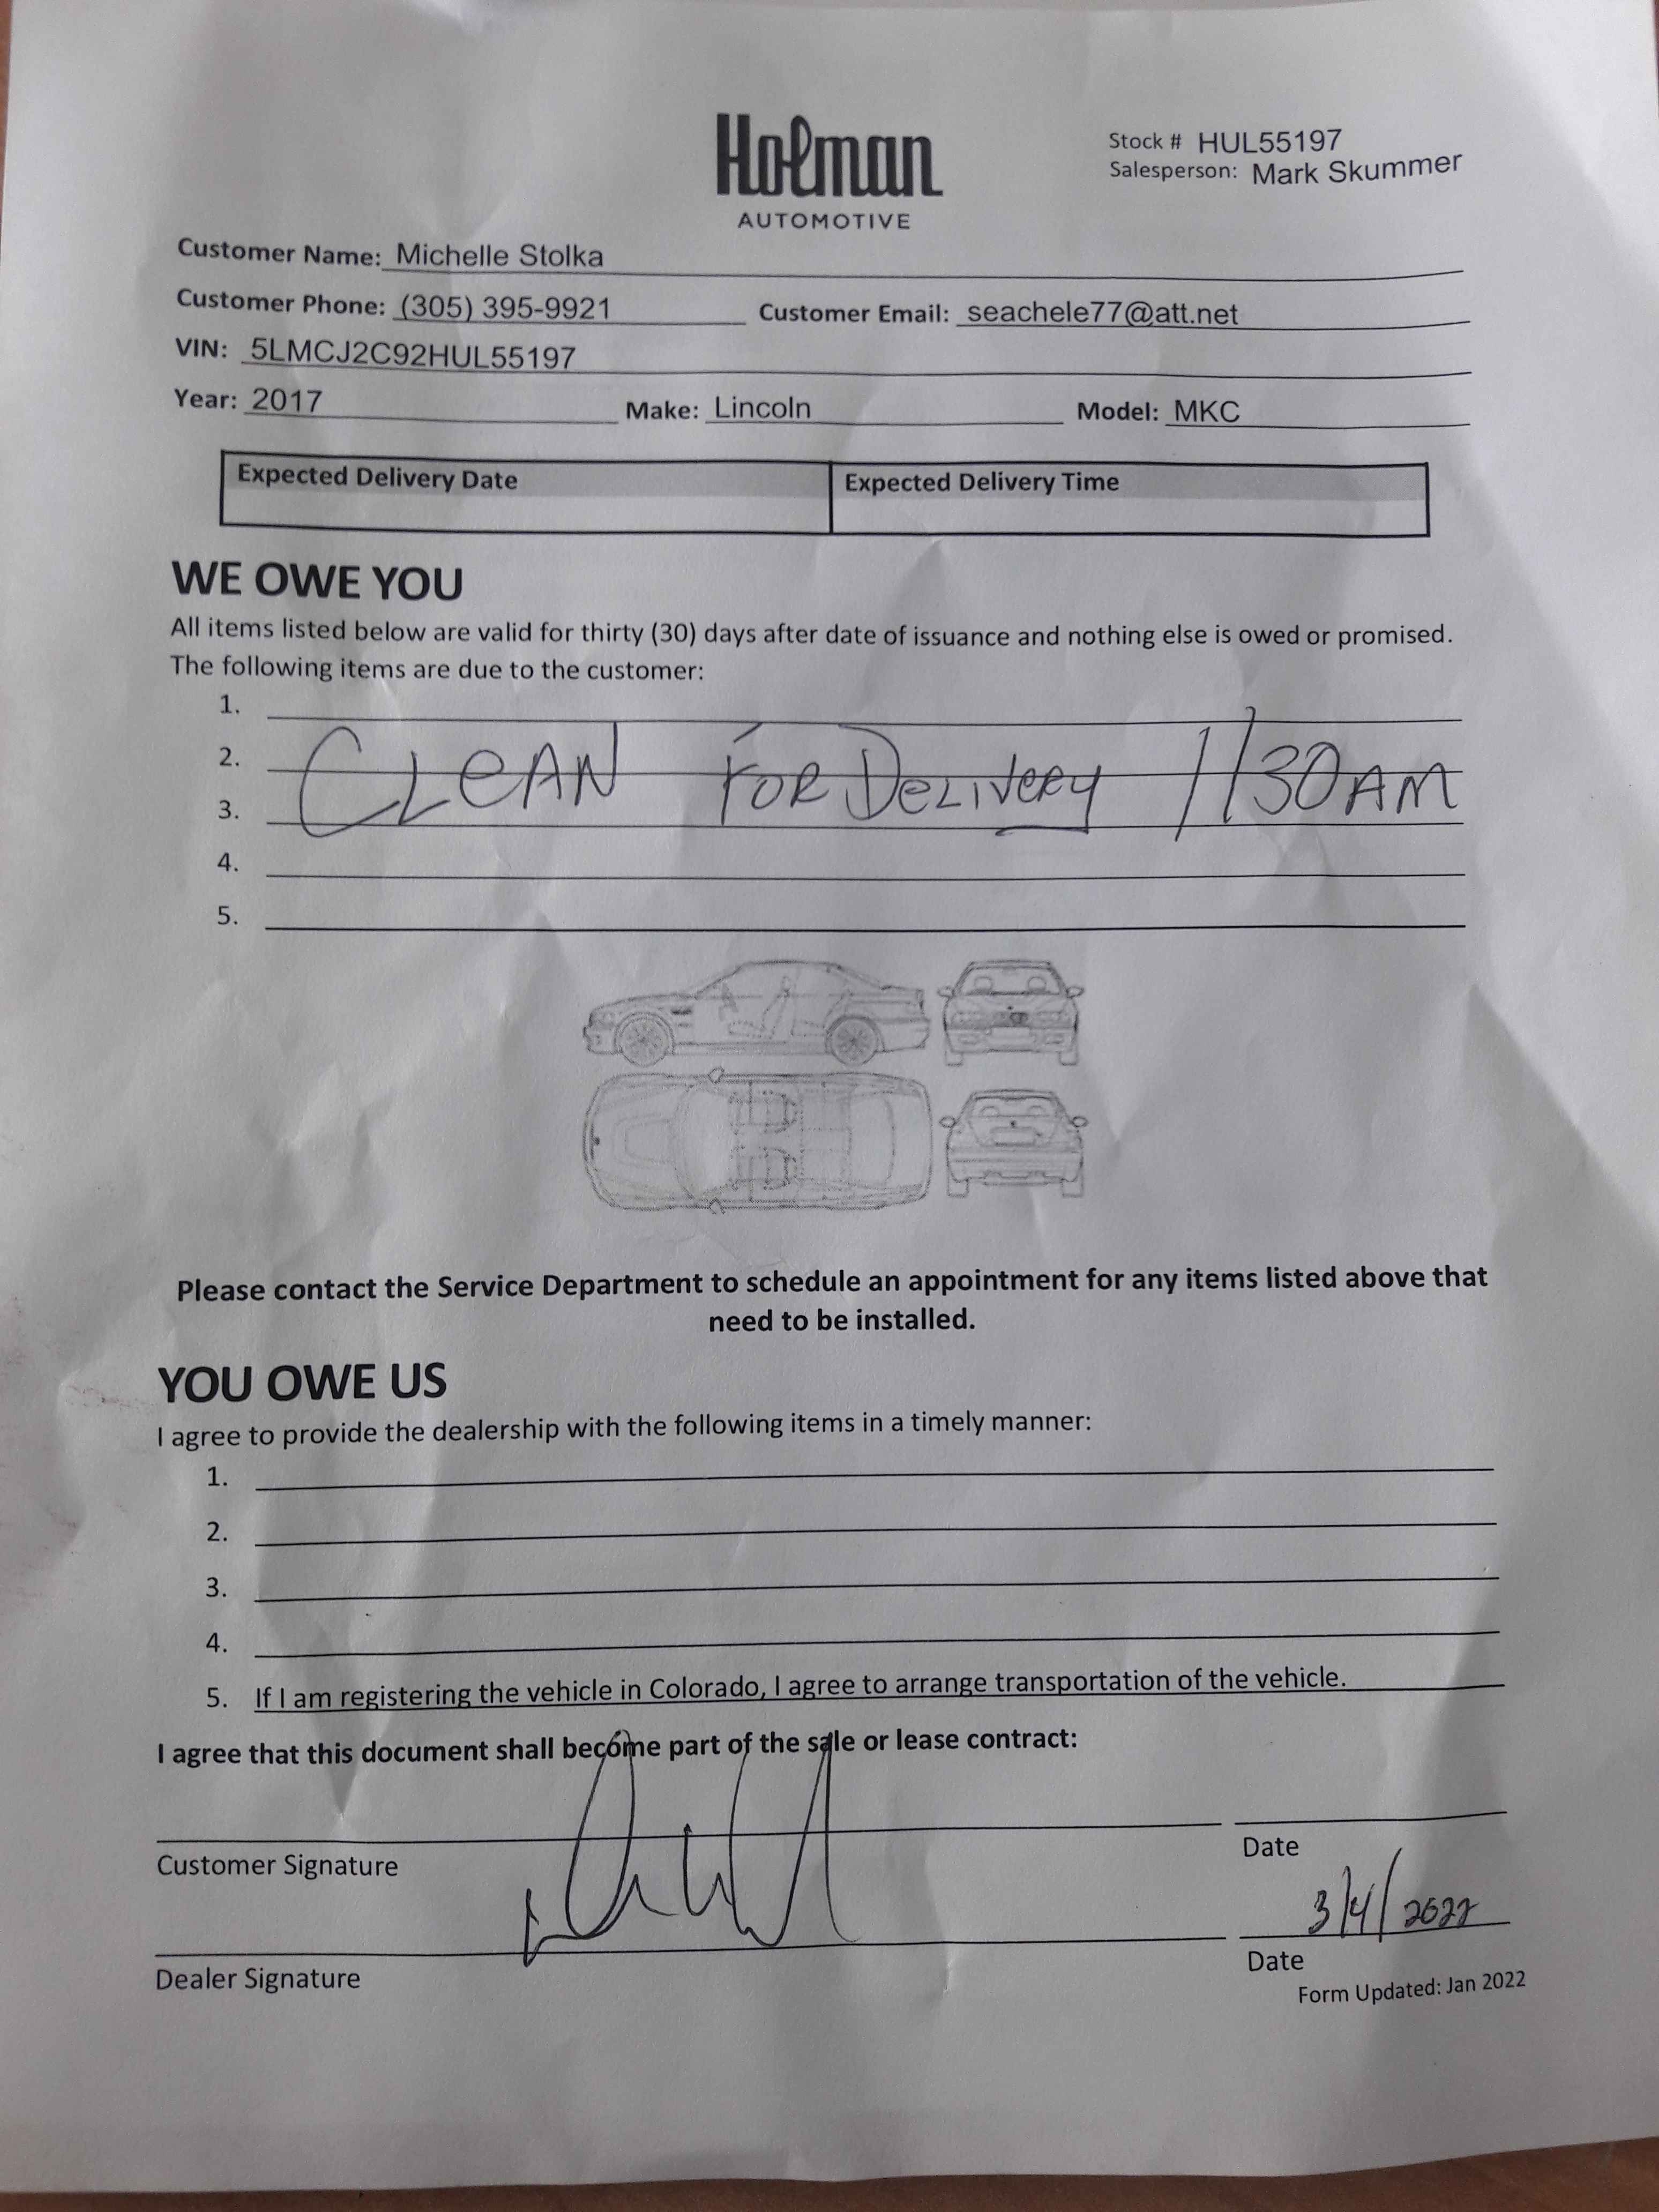 Holman
AUTOMOTIVE
Stock # HUL55197
Salesperson: Mark Skummer
Customer Name: Michelle Stolka
Customer Phone: (305) 395-9921 Customer Email: seachele77@att.net
VIN: 5LMCJ2C92HUL55197
Year: 2017 Make: Lincoln Model: MKC
Expected Delivery Date Expected Delivery Time
WE OWE YOU
All items listed below are valid for thirty (30) days after date of issuance and nothing else is owed or promised.
The following items are due to the customer:
1.
2. CLeAN FOR DeLIVeRY 1130AM
3.
4.
5.
Please contact the Service Department to schedule an appointment for any items listed above that
need to be installed.
YOU OWE US
I agree to provide the dealership with the following items in a timely manner:
1.
2.
3.
4.
5. If I am registering the vehicle in Colorado, I agree to arrange transportation of the vehicle.
I agree that this document shall become part of the sale or lease contract:
Customer Signature Date
3/4/2022
Dealer Signature Date
Form Updated: Jan 2022